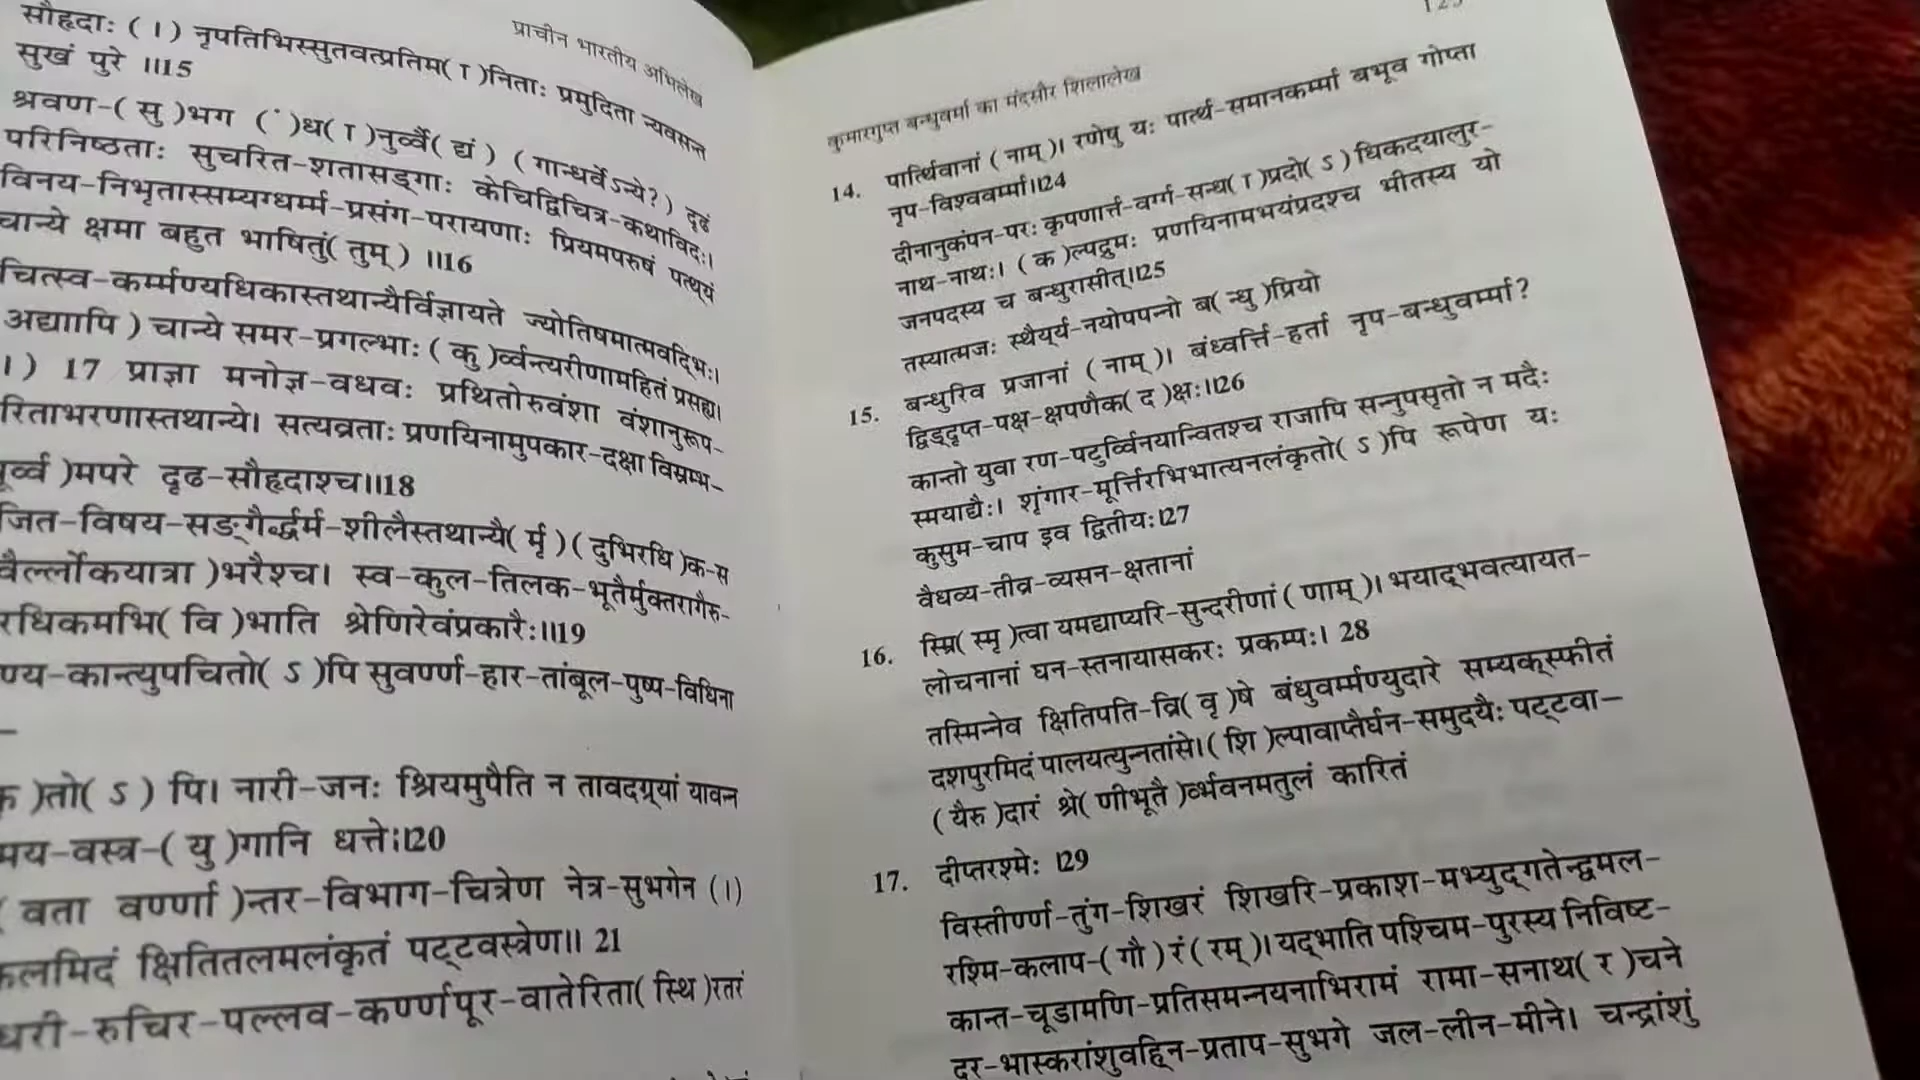 प्राचीन भारतीय अभिलेख
सौहृदाः ( । ) नृपतिभिस्सुतवत्प्रतिम( ा )निताः प्रमुदिता न्यवसन्त
सुखं पुरे ।।15
श्रवण-( सु )भग ( ं )ध( ा )नुर्व्वै( द्यं ) ( गान्धर्वेऽन्ये? ) दृढं
परिनिष्ठताः सुचरित-शतासङ्गाः केचिद्विचित्र-कथाविदः।
विनय-निभृतास्सम्यग्धर्म्म-प्रसंग-परायणाः प्रियमपरुषं पत्थ्यं
चान्ये क्षमा बहुत भाषितुं( तुम् ) ।।16
चित्स्व-कर्म्मण्यधिकास्तथान्यैर्विज्ञायते ज्योतिषमात्मवद्भिः।
अद्याापि ) चान्ये समर-प्रगल्भाः ( कु )र्व्वन्त्यरीणामहितं प्रसह्य।
।) 17 प्राज्ञा मनोज्ञ-वधवः प्रथितोरुवंशा वंशानुरूप-
रिताभरणास्तथान्ये। सत्यव्रताः प्रणयिनामुपकार-दक्षा विस्रम्भ-
पूर्व्व )मपरे दृढ-सौहृदाश्च।।18
जित-विषय-सङ्गैर्द्धर्म-शीलैस्तथान्यै( र्मृ ) ( दुभिरधि )क-स
वैर्ल्लोकयात्रा )भरैश्च। स्व-कुल-तिलक-भूतैर्मुक्तरागैरु-
रधिकमभि( वि )भाति श्रेणिरेवंप्रकारैः।।19
ण्य-कान्त्युपचितो( ऽ )पि सुवर्ण्ण-हार-तांबूल-पुष्प-विधिना
)तो( ऽ ) पि। नारी-जनः श्रियमुपैति न तावदग्र्यां यावन्न
मय-वस्त्र-( यु )गानि धत्ते।।20
( वता वर्ण्णा )न्तर-विभाग-चित्रेण नेत्र-सुभगेन (।)
कलमिदं क्षितितलमलंकृतं पट्टवस्त्रेण।। 21
धरी-रुचिर-पल्लव-कर्ण्णपूर-वातेरिता( स्थि )रतरं
कुमारगुप्त बन्धुवर्मा का मंदसौर शिलालेख
14. पार्त्थिवानां ( नाम् )। रणेषु यः पार्त्थ-समानकर्म्मा बभूव गोप्ता
नृप-विश्ववर्म्मा।।24
दीनानुकंपन-परः कृपणार्त्त-वर्ग्ग-सन्ध( ा )प्रदो( ऽ ) धिकदयालुर-
नाथ-नाथः। ( क )ल्पद्रुमः प्रणयिनामभयंप्रदश्च भीतस्य यो
जनपदस्य च बन्धुरासीत्।।25
तस्यात्मजः स्थैर्य्य-नयोपपन्नो ब( न्धु )प्रियो
15. बन्धुरिव प्रजानां ( नाम् )। बंध्वर्त्ति-हर्ता नृप-बन्धुवर्म्मा?
द्विड्दृप्त-पक्ष-क्षपणैक( द )क्षः।।26
कान्तो युवा रण-पटुर्व्विनयान्वितश्च राजापि सन्नुपसृतो न मदैः
स्मयाद्यैः। शृंगार-मूर्त्तिरभिभात्यनलंकृतो( ऽ )पि रूपेण यः
कुसुम-चाप इव द्वितीयः।27
वैधव्य-तीव्र-व्यसन-क्षतानां
16. स्म्रि( स्मृ )त्वा यमद्याप्यरि-सुन्दरीणां ( णाम् )। भयाद्भवत्यायत-
लोचनानां घन-स्तनायासकरः प्रकम्पः। 28
तस्मिन्नेव क्षितिपति-व्रि( वृ )षे बंधुवर्म्मण्युदारे सम्यक्स्फीतं
दशपुरमिदं पालयत्युन्नतांसे। ( शि )ल्पावाप्तैर्घन-समुदयैः पट्टवा-
( यैरु )दारं श्रे( णीभूतै )र्व्भवनमतुलं कारितं
17. दीप्तरश्मेः ।29
विस्तीर्ण्ण-तुंग-शिखरं शिखरि-प्रकाश-मभ्युद्गतेन्द्वमल-
रश्मि-कलाप-( गौ ) रं( रम् )। यद्भाति पश्चिम-पुरस्य निविष्ट-
कान्त-चूडामणि-प्रतिसमन्नयनाभिरामं रामा-सनाथ( र )चने
दर-भास्करांशुवह्नि-प्रताप-सुभगे जल-लीन-मीने। चन्द्रांशुं